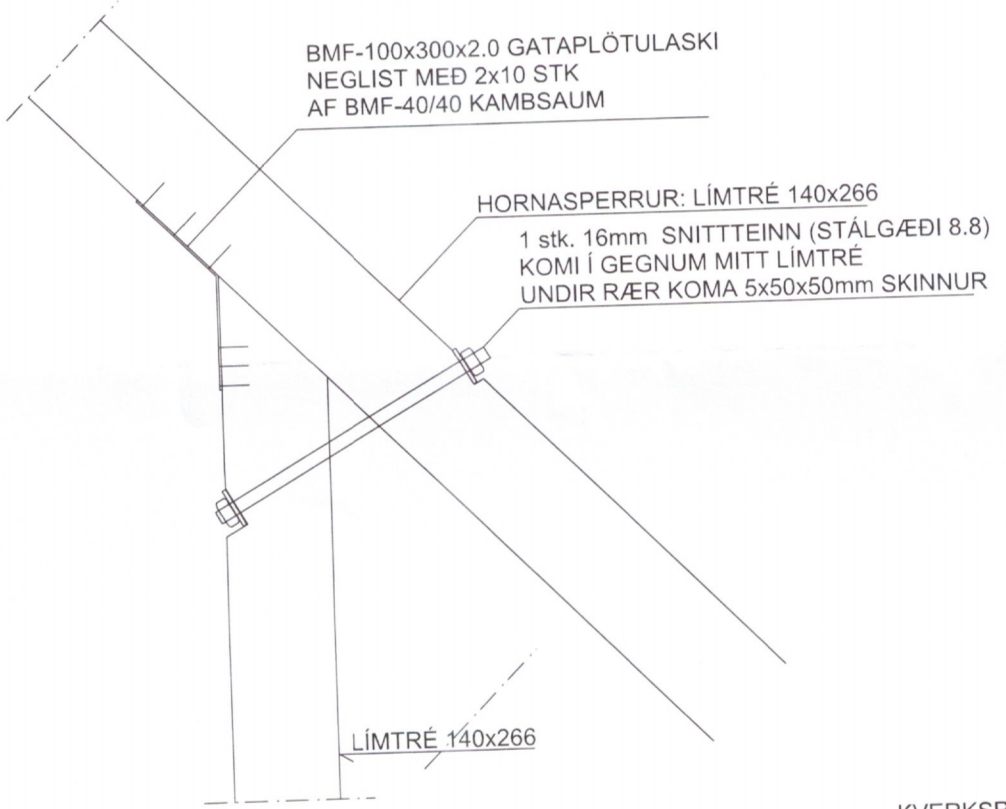 BMF-100x300x2.0 GATAPLÖTULASKI
NEGLIST MEÐ 2x10 STK
AF BMF-40/40 KAMBSAUM
HORNASPERRUR: LÍMTRÉ 140x266
1 stk. 16mm SNITTTEINN (STÁLGÆÐI 8.8)
KOMI Í GEGNUM MITT LÍMTRÉ
UNDIR RÆR KOMA 5x50x50mm SKINNUR
LÍMTRÉ 140x266